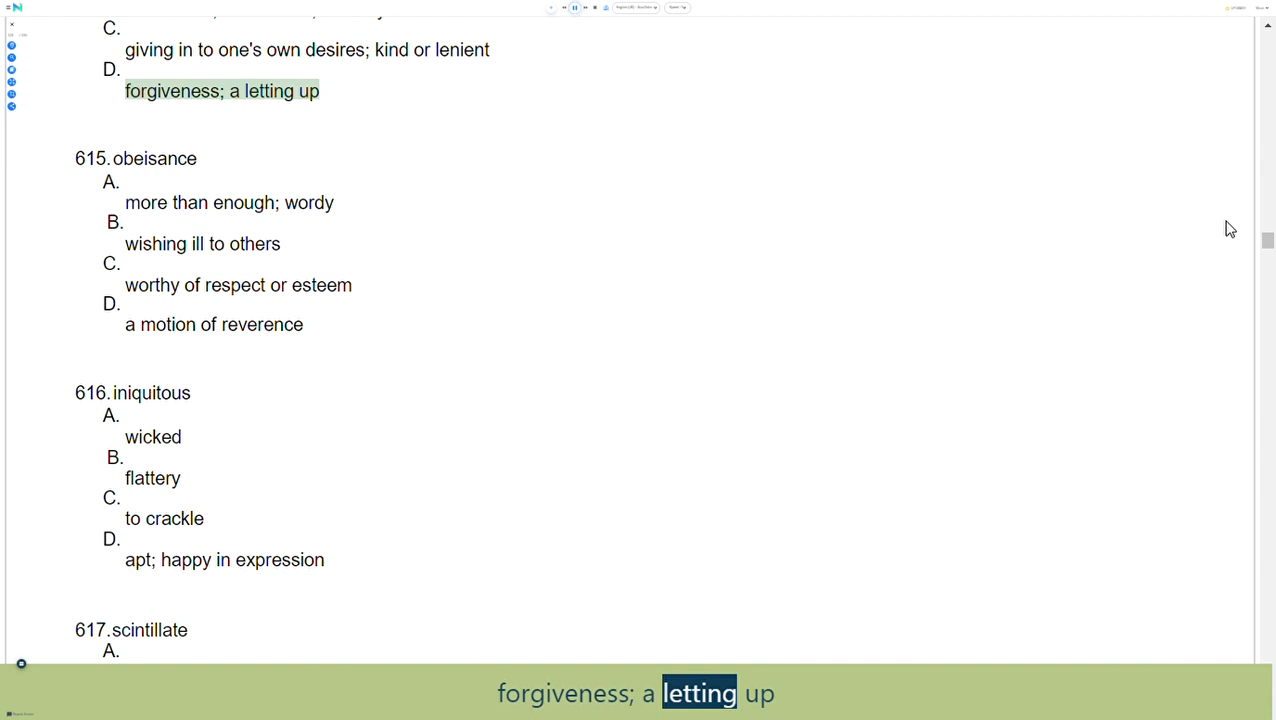 C.
giving in to one's own desires; kind or lenient
D.
forgiveness; a letting up
615. obeisance
A.
more than enough; wordy
B.
wishing ill to others
C.
worthy of respect or esteem
D.
a motion of reverence
616. iniquitous
A.
wicked
B.
flattery
C.
to crackle
D.
apt; happy in expression
617. scintillate
A.
forgiveness; a letting up